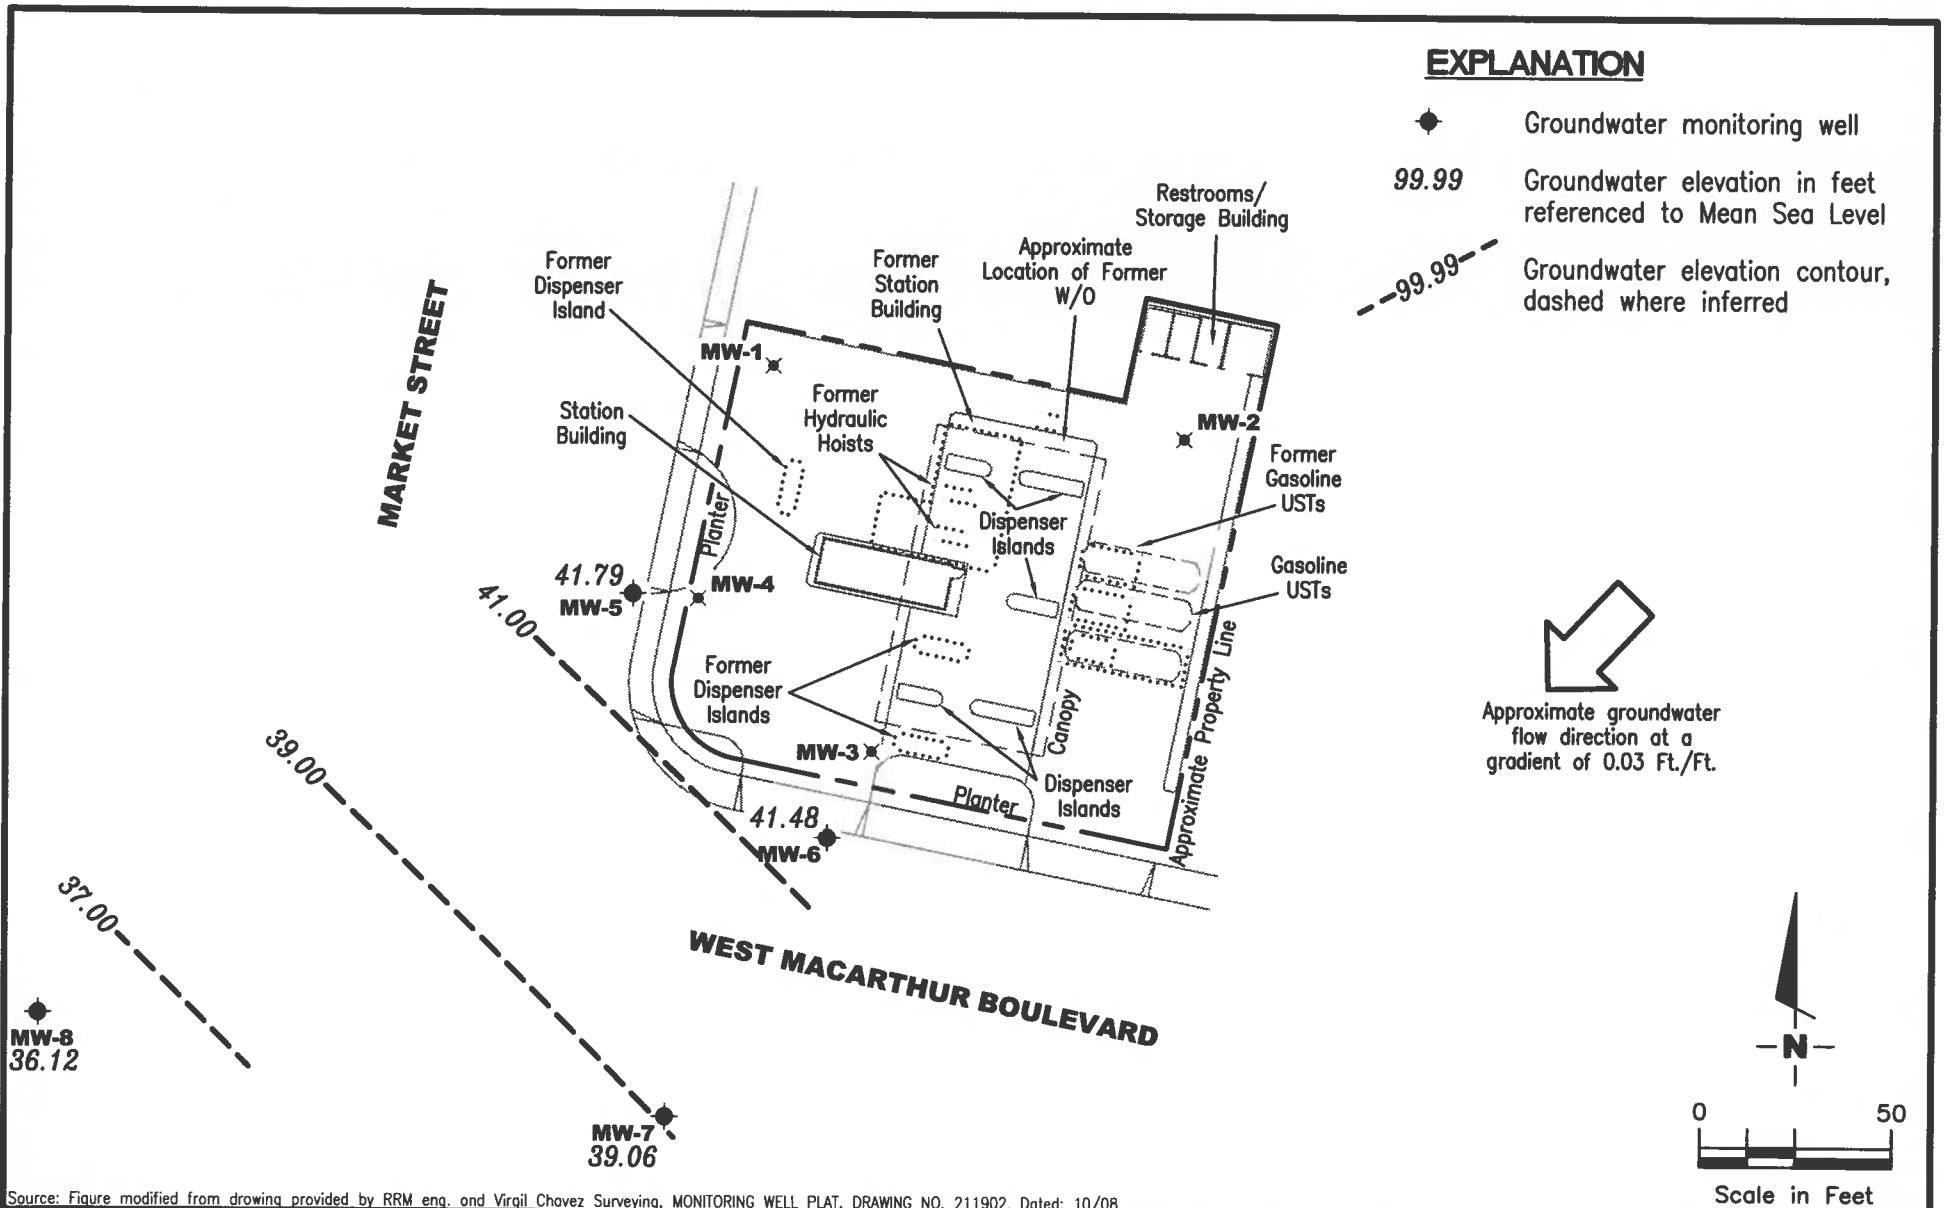 EXPLANATION
Groundwater monitoring well
99.99
Groundwater elevation in feet
referenced to Mean Sea Level
99.99
Groundwater elevation contour,
dashed where inferred
Restrooms/
Storage Building
Approximate
Location of Former
W/O
Former
Station
Building
Former
Dispenser
Island
MARKET STREET
MW-1
Former
Hydraulic
Hoists
Station
Building
MW-2
Former
Gasoline
USTs
Planter
Dispenser
Islands
Gasoline
USTs
41.79
MW-5
MW-4
41.00
Former
Dispenser
Islands
Canopy
Approximate Property Line
MW-3
Dispenser
Islands
Planter
Approximate groundwater
flow direction at a
gradient of 0.03 Ft./Ft.
39.00
41.48
MW-6
37.00
WEST MACARTHUR BOULEVARD
MW-8
36.12
MW-7
39.06
N
0 50
Scale in Feet
Source: Figure modified from drawing provided by RRM eng. and Virgil Chavez Surveying, MONITORING WELL PLAT, DRAWING NO. 211902, Dated: 10/08